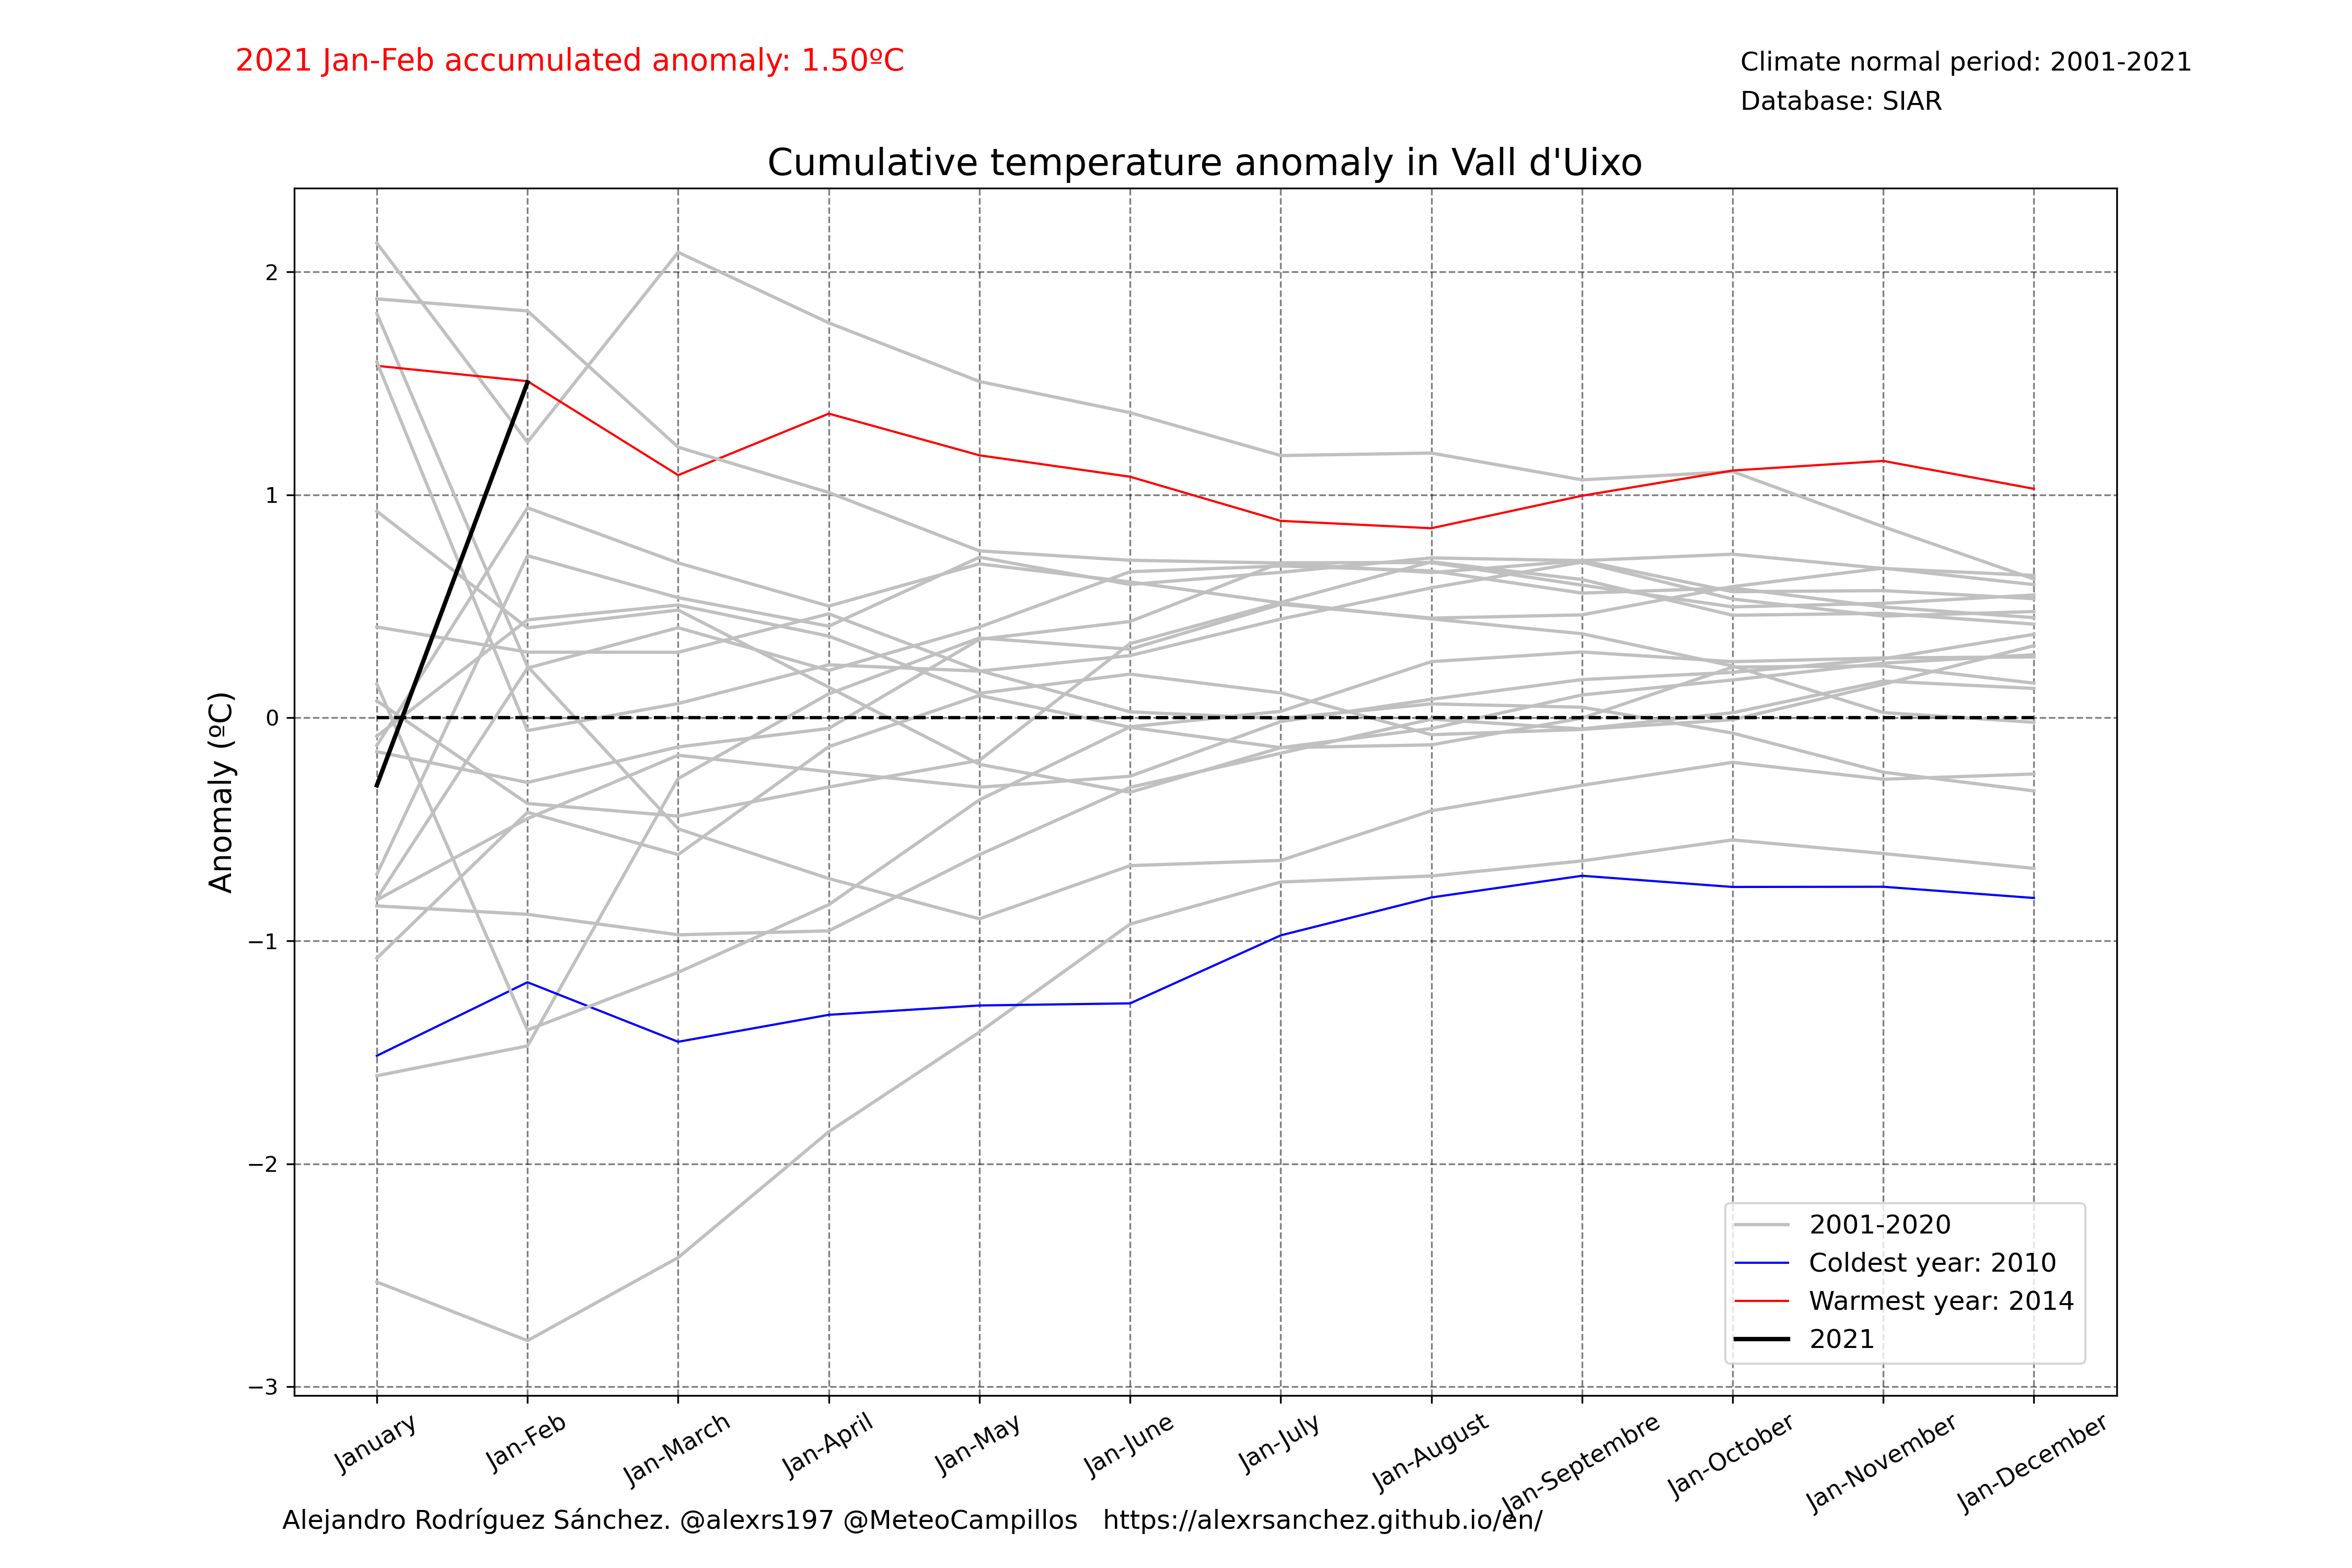 2021 Jan-Feb accumulated anomaly: 1.50ºC
Climate normal period: 2001-2021
Database: SIAR
Cumulative temperature anomaly in Vall d'Uixo
Anomaly (ºC)
2
1
0
−1
−2
−3
2001-2020
Coldest year: 2010
Warmest year: 2014
2021
January
Jan-Feb
Jan-March
Jan-April
Jan-May
Jan-June
Jan-July
Jan-August
Jan-Septembre
Jan-October
Jan-November
Jan-December
Alejandro Rodríguez Sánchez. @alexrs197 @MeteoCampillos https://alexrsanchez.github.io/en/